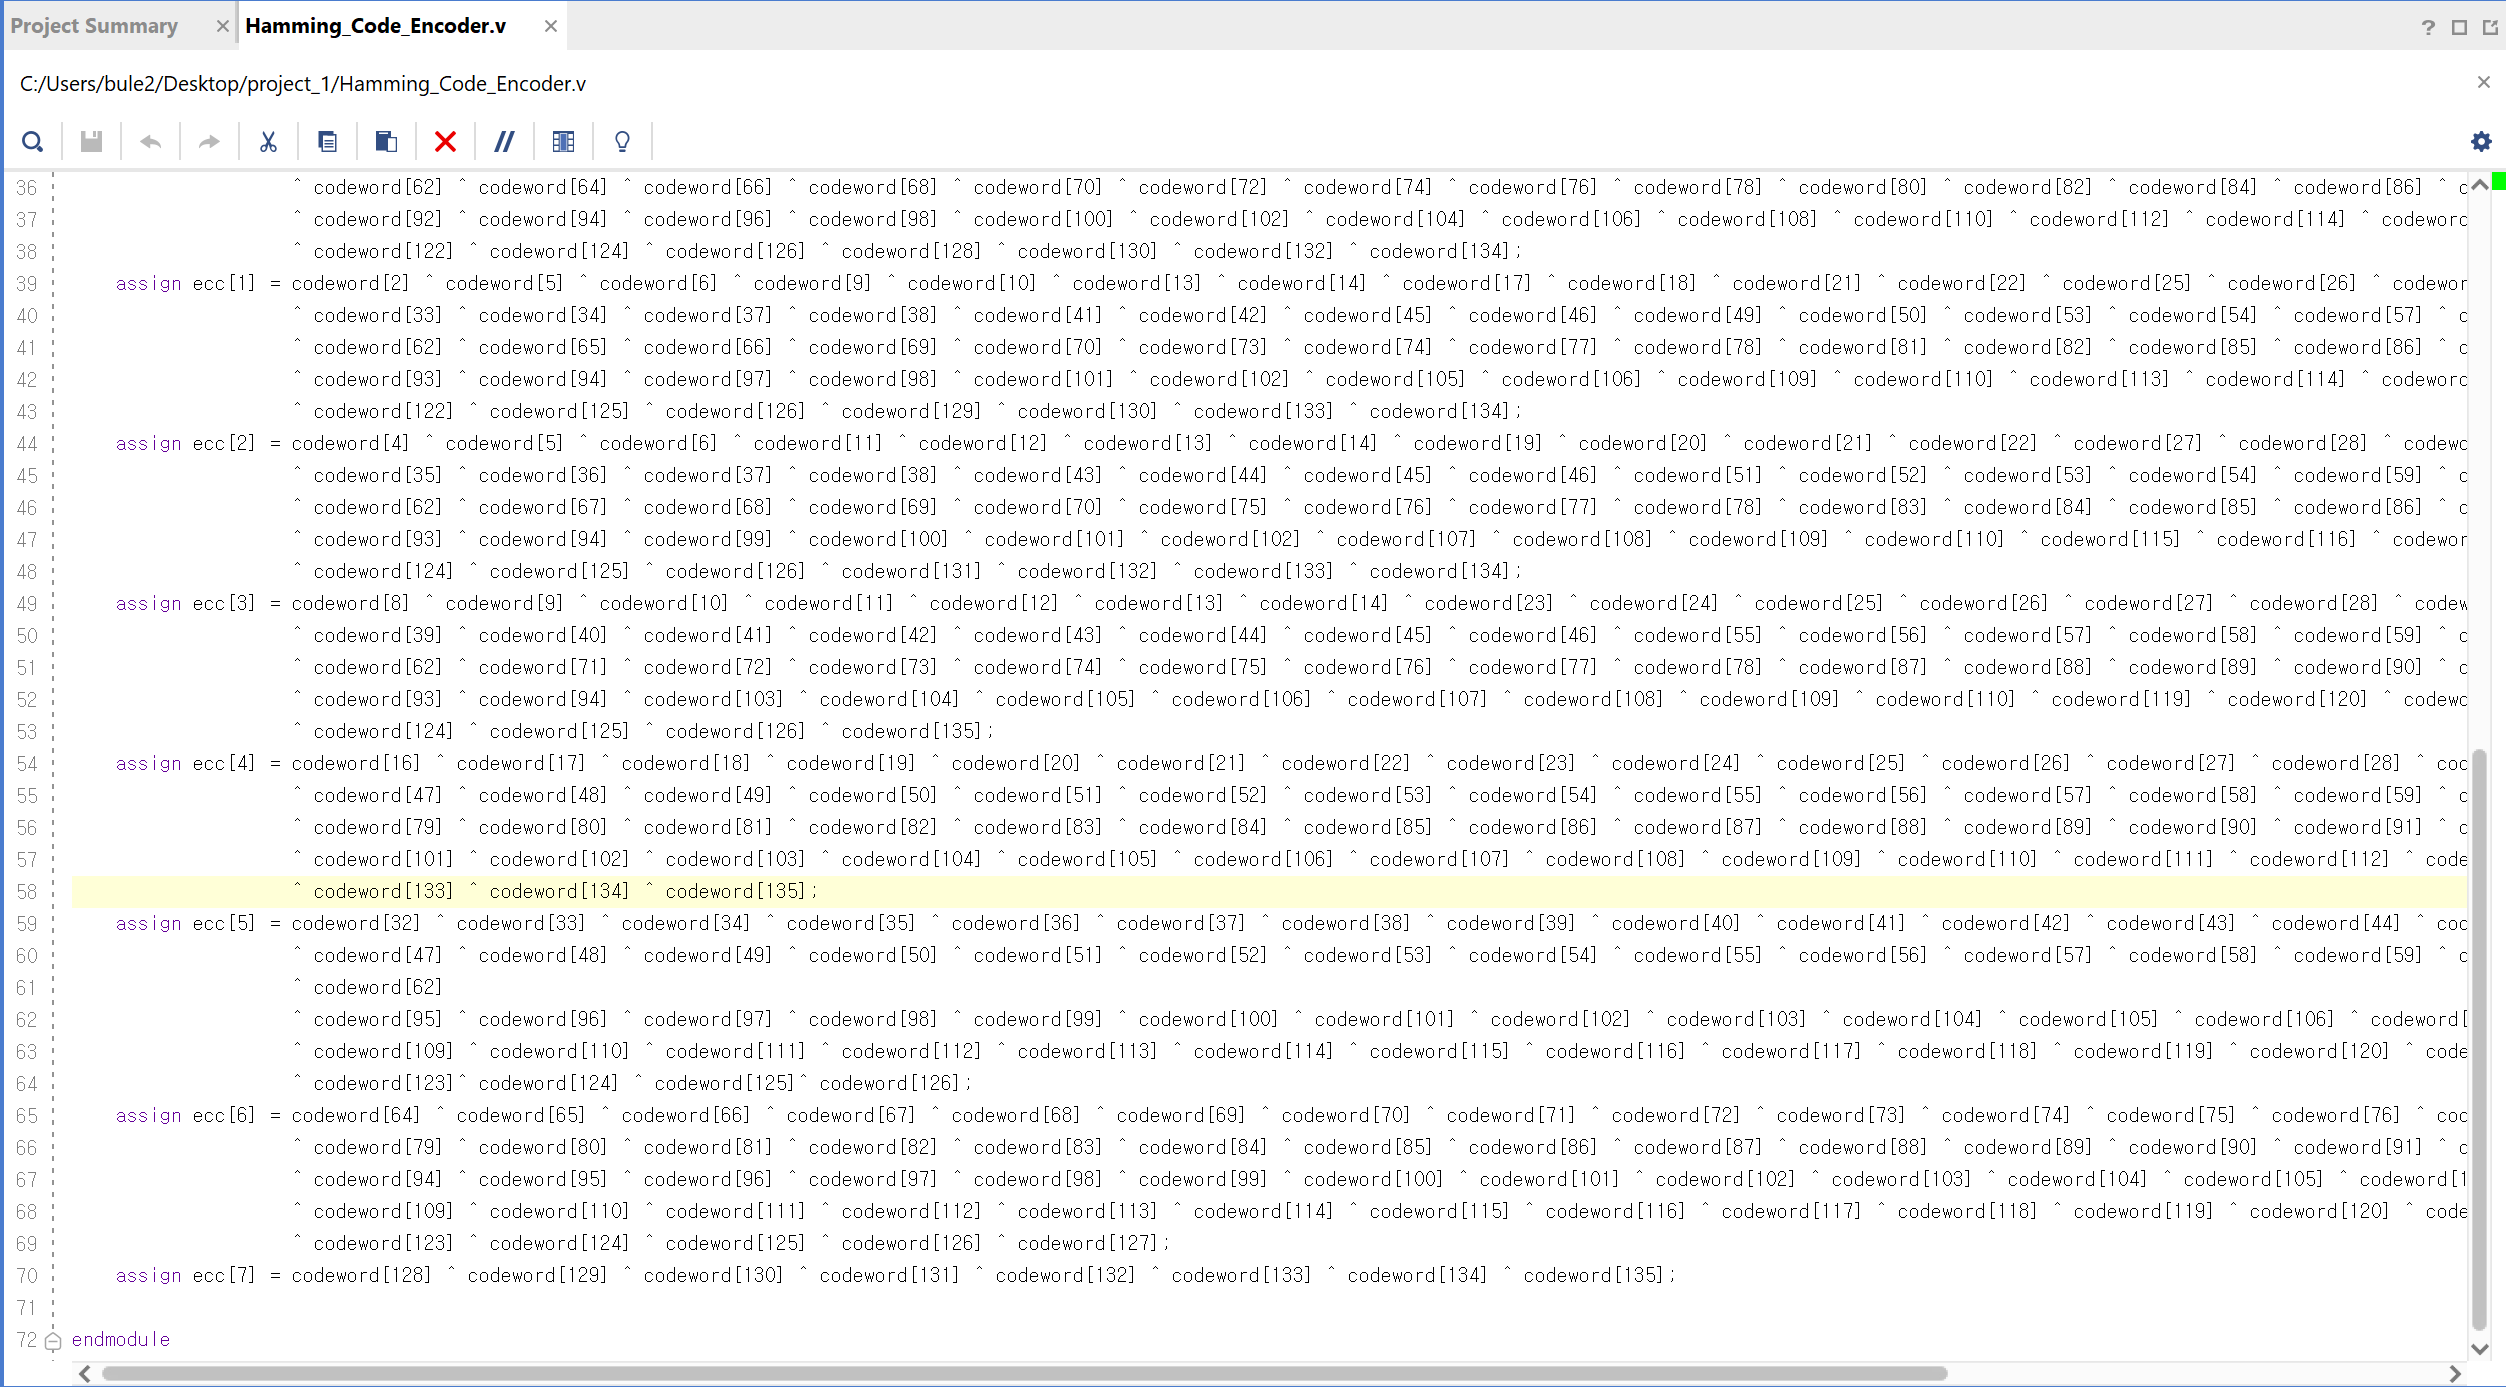 Project Summary × Hamming_Code_Encoder.v × ?
C:/Users/bule2/Desktop/project_1/Hamming_Code_Encoder.v
36 ^ codeword[62] ^ codeword[64] ^ codeword[66] ^ codeword[68] ^ codeword[70] ^ codeword[72] ^ codeword[74] ^ codeword[76] ^ codeword[78] ^ codeword[80] ^ codeword[82] ^ codeword[84] ^ codeword[86] ^ c
37 ^ codeword[92] ^ codeword[94] ^ codeword[96] ^ codeword[98] ^ codeword[100] ^ codeword[102] ^ codeword[104] ^ codeword[106] ^ codeword[108] ^ codeword[110] ^ codeword[112] ^ codeword[114] ^ codeword
38 ^ codeword[122] ^ codeword[124] ^ codeword[126] ^ codeword[128] ^ codeword[130] ^ codeword[132] ^ codeword[134];
39 assign ecc[1] = codeword[2] ^ codeword[5] ^ codeword[6] ^ codeword[9] ^ codeword[10] ^ codeword[13] ^ codeword[14] ^ codeword[17] ^ codeword[18] ^ codeword[21] ^ codeword[22] ^ codeword[25] ^ codeword[26] ^ codewor
40 ^ codeword[33] ^ codeword[34] ^ codeword[37] ^ codeword[38] ^ codeword[41] ^ codeword[42] ^ codeword[45] ^ codeword[46] ^ codeword[49] ^ codeword[50] ^ codeword[53] ^ codeword[54] ^ codeword[57] ^ c
41 ^ codeword[62] ^ codeword[65] ^ codeword[66] ^ codeword[69] ^ codeword[70] ^ codeword[73] ^ codeword[74] ^ codeword[77] ^ codeword[78] ^ codeword[81] ^ codeword[82] ^ codeword[85] ^ codeword[86] ^ c
42 ^ codeword[93] ^ codeword[94] ^ codeword[97] ^ codeword[98] ^ codeword[101] ^ codeword[102] ^ codeword[105] ^ codeword[106] ^ codeword[109] ^ codeword[110] ^ codeword[113] ^ codeword[114] ^ codeword
43 ^ codeword[122] ^ codeword[125] ^ codeword[126] ^ codeword[129] ^ codeword[130] ^ codeword[133] ^ codeword[134];
44 assign ecc[2] = codeword[4] ^ codeword[5] ^ codeword[6] ^ codeword[11] ^ codeword[12] ^ codeword[13] ^ codeword[14] ^ codeword[19] ^ codeword[20] ^ codeword[21] ^ codeword[22] ^ codeword[27] ^ codeword[28] ^ codewo
45 ^ codeword[35] ^ codeword[36] ^ codeword[37] ^ codeword[38] ^ codeword[43] ^ codeword[44] ^ codeword[45] ^ codeword[46] ^ codeword[51] ^ codeword[52] ^ codeword[53] ^ codeword[54] ^ codeword[59] ^ c
46 ^ codeword[62] ^ codeword[67] ^ codeword[68] ^ codeword[69] ^ codeword[70] ^ codeword[75] ^ codeword[76] ^ codeword[77] ^ codeword[78] ^ codeword[83] ^ codeword[84] ^ codeword[85] ^ codeword[86] ^ c
47 ^ codeword[93] ^ codeword[94] ^ codeword[99] ^ codeword[100] ^ codeword[101] ^ codeword[102] ^ codeword[107] ^ codeword[108] ^ codeword[109] ^ codeword[110] ^ codeword[115] ^ codeword[116] ^ codewor
48 ^ codeword[124] ^ codeword[125] ^ codeword[126] ^ codeword[131] ^ codeword[132] ^ codeword[133] ^ codeword[134];
49 assign ecc[3] = codeword[8] ^ codeword[9] ^ codeword[10] ^ codeword[11] ^ codeword[12] ^ codeword[13] ^ codeword[14] ^ codeword[23] ^ codeword[24] ^ codeword[25] ^ codeword[26] ^ codeword[27] ^ codeword[28] ^ codew
50 ^ codeword[39] ^ codeword[40] ^ codeword[41] ^ codeword[42] ^ codeword[43] ^ codeword[44] ^ codeword[45] ^ codeword[46] ^ codeword[55] ^ codeword[56] ^ codeword[57] ^ codeword[58] ^ codeword[59] ^ c
51 ^ codeword[62] ^ codeword[71] ^ codeword[72] ^ codeword[73] ^ codeword[74] ^ codeword[75] ^ codeword[76] ^ codeword[77] ^ codeword[78] ^ codeword[87] ^ codeword[88] ^ codeword[89] ^ codeword[90] ^ c
52 ^ codeword[93] ^ codeword[94] ^ codeword[103] ^ codeword[104] ^ codeword[105] ^ codeword[106] ^ codeword[107] ^ codeword[108] ^ codeword[109] ^ codeword[110] ^ codeword[119] ^ codeword[120] ^ codewo
53 ^ codeword[124] ^ codeword[125] ^ codeword[126] ^ codeword[135];
54 assign ecc[4] = codeword[16] ^ codeword[17] ^ codeword[18] ^ codeword[19] ^ codeword[20] ^ codeword[21] ^ codeword[22] ^ codeword[23] ^ codeword[24] ^ codeword[25] ^ codeword[26] ^ codeword[27] ^ codeword[28] ^ cod
55 ^ codeword[47] ^ codeword[48] ^ codeword[49] ^ codeword[50] ^ codeword[51] ^ codeword[52] ^ codeword[53] ^ codeword[54] ^ codeword[55] ^ codeword[56] ^ codeword[57] ^ codeword[58] ^ codeword[59] ^ c
56 ^ codeword[79] ^ codeword[80] ^ codeword[81] ^ codeword[82] ^ codeword[83] ^ codeword[84] ^ codeword[85] ^ codeword[86] ^ codeword[87] ^ codeword[88] ^ codeword[89] ^ codeword[90] ^ codeword[91] ^ c
57 ^ codeword[101] ^ codeword[102] ^ codeword[103] ^ codeword[104] ^ codeword[105] ^ codeword[106] ^ codeword[107] ^ codeword[108] ^ codeword[109] ^ codeword[110] ^ codeword[111] ^ codeword[112] ^ code
58 ^ codeword[133] ^ codeword[134] ^ codeword[135];
59 assign ecc[5] = codeword[32] ^ codeword[33] ^ codeword[34] ^ codeword[35] ^ codeword[36] ^ codeword[37] ^ codeword[38] ^ codeword[39] ^ codeword[40] ^ codeword[41] ^ codeword[42] ^ codeword[43] ^ codeword[44] ^ cod
60 ^ codeword[47] ^ codeword[48] ^ codeword[49] ^ codeword[50] ^ codeword[51] ^ codeword[52] ^ codeword[53] ^ codeword[54] ^ codeword[55] ^ codeword[56] ^ codeword[57] ^ codeword[58] ^ codeword[59] ^ c
61 ^ codeword[62]
62 ^ codeword[95] ^ codeword[96] ^ codeword[97] ^ codeword[98] ^ codeword[99] ^ codeword[100] ^ codeword[101] ^ codeword[102] ^ codeword[103] ^ codeword[104] ^ codeword[105] ^ codeword[106] ^ codeword[
63 ^ codeword[109] ^ codeword[110] ^ codeword[111] ^ codeword[112] ^ codeword[113] ^ codeword[114] ^ codeword[115] ^ codeword[116] ^ codeword[117] ^ codeword[118] ^ codeword[119] ^ codeword[120] ^ code
64 ^ codeword[123]^ codeword[124] ^ codeword[125]^ codeword[126];
65 assign ecc[6] = codeword[64] ^ codeword[65] ^ codeword[66] ^ codeword[67] ^ codeword[68] ^ codeword[69] ^ codeword[70] ^ codeword[71] ^ codeword[72] ^ codeword[73] ^ codeword[74] ^ codeword[75] ^ codeword[76] ^ cod
66 ^ codeword[79] ^ codeword[80] ^ codeword[81] ^ codeword[82] ^ codeword[83] ^ codeword[84] ^ codeword[85] ^ codeword[86] ^ codeword[87] ^ codeword[88] ^ codeword[89] ^ codeword[90] ^ codeword[91] ^ c
67 ^ codeword[94] ^ codeword[95] ^ codeword[96] ^ codeword[97] ^ codeword[98] ^ codeword[99] ^ codeword[100] ^ codeword[101] ^ codeword[102] ^ codeword[103] ^ codeword[104] ^ codeword[105] ^ codeword[1
68 ^ codeword[109] ^ codeword[110] ^ codeword[111] ^ codeword[112] ^ codeword[113] ^ codeword[114] ^ codeword[115] ^ codeword[116] ^ codeword[117] ^ codeword[118] ^ codeword[119] ^ codeword[120] ^ code
69 ^ codeword[123] ^ codeword[124] ^ codeword[125] ^ codeword[126] ^ codeword[127];
70 assign ecc[7] = codeword[128] ^ codeword[129] ^ codeword[130] ^ codeword[131] ^ codeword[132] ^ codeword[133] ^ codeword[134] ^ codeword[135];
71
72 endmodule